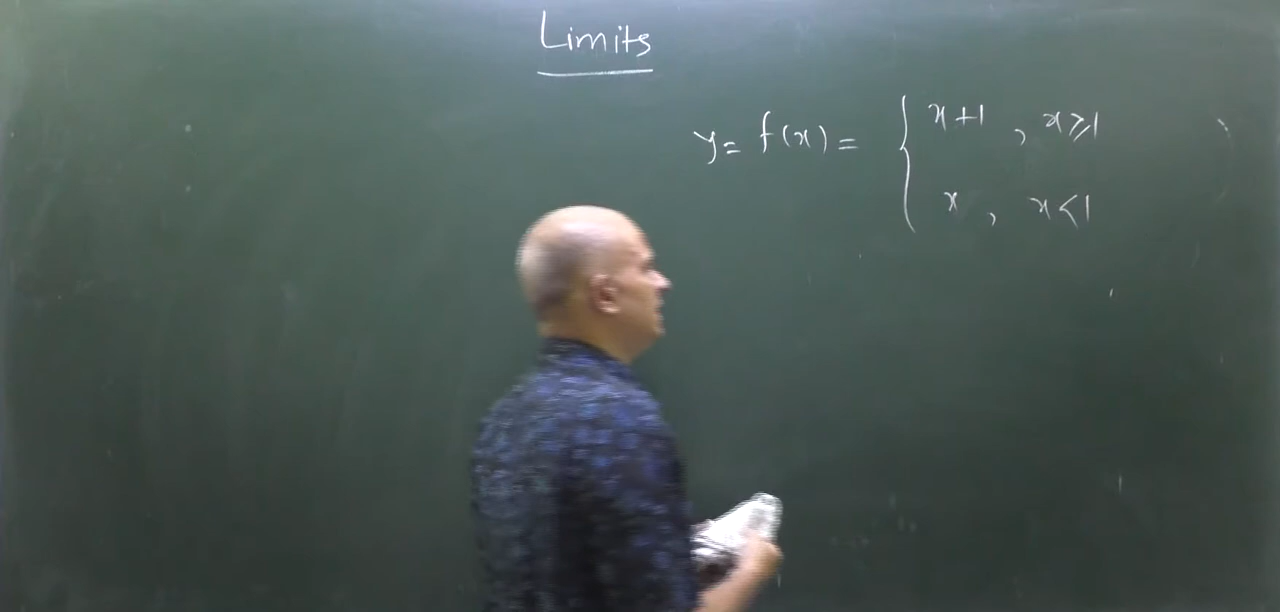 Limits
y = f(x) = { x+1 , x≥1
x , x<1